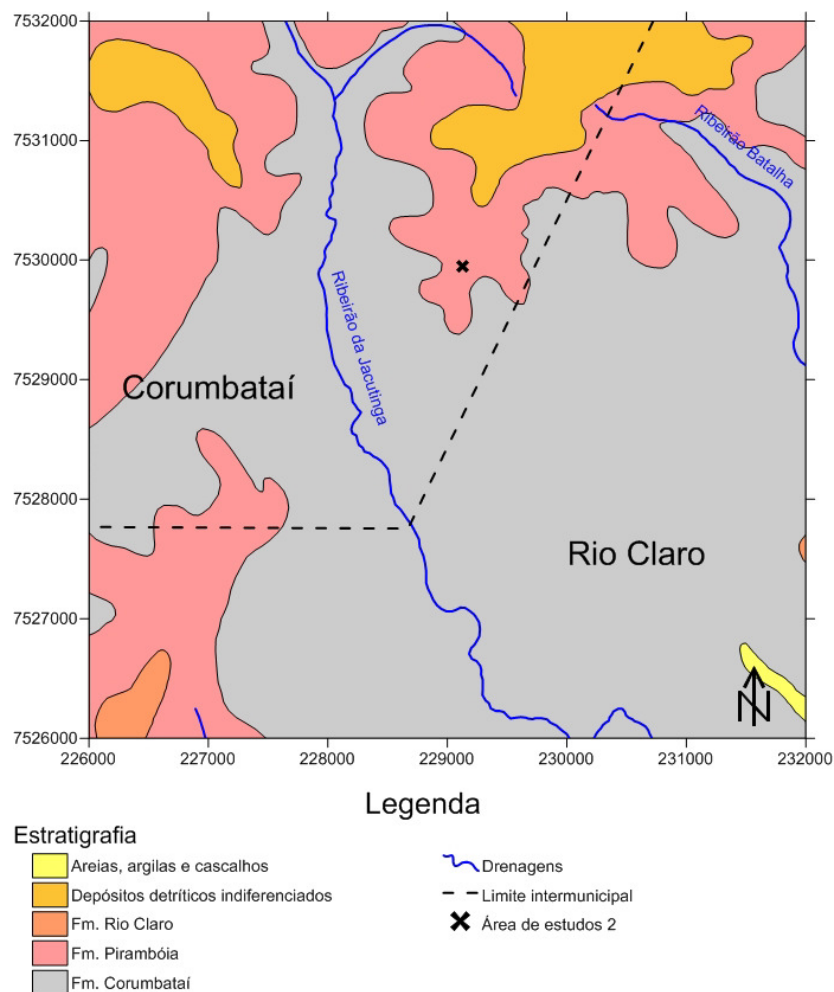 7532000
7531000
7530000
7529000
7528000
7527000
7526000
Ribeirão Batalha
Ribeirão da Jacutinga
Corumbataí
Rio Claro
N
226000 227000 228000 229000 230000 231000 232000
Legenda
Estratigrafia
Areias, argilas e cascalhos
Depósitos detríticos indiferenciados
Fm. Rio Claro
Fm. Pirambóia
Fm. Corumbataí
Drenagens
Limite intermunicipal
Área de estudos 2